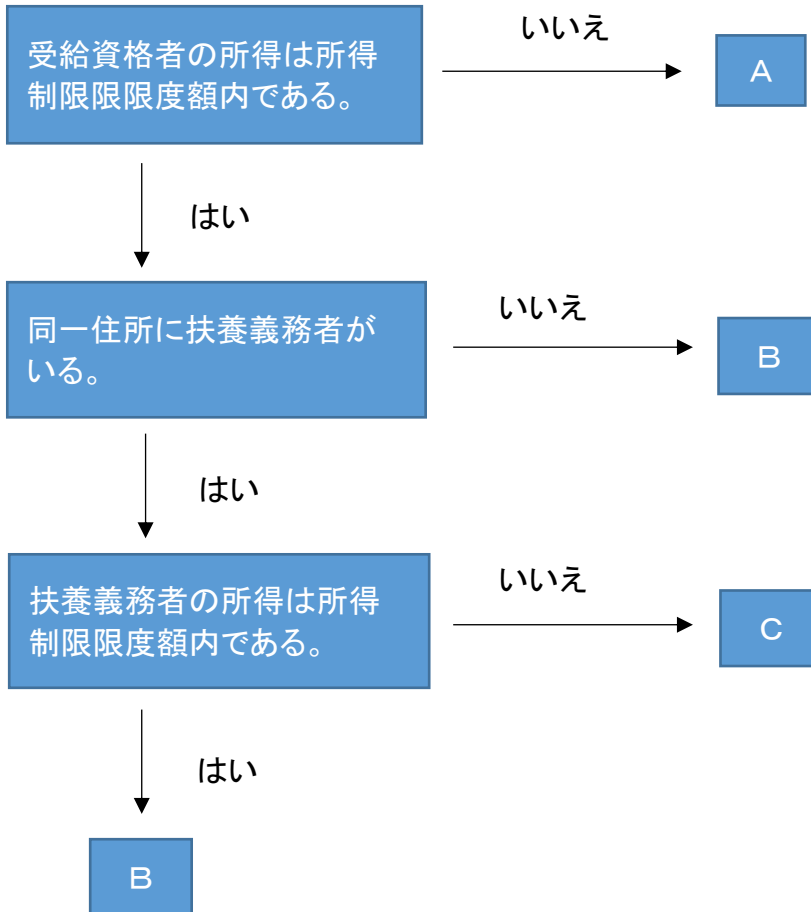 受給資格者の所得は所得
制限限限度額内である。
いいえ
A
はい
同一住所に扶養義務者が
いる。
いいえ
B
はい
扶養義務者の所得は所得
制限限度額内である。
いいえ
C
はい
B